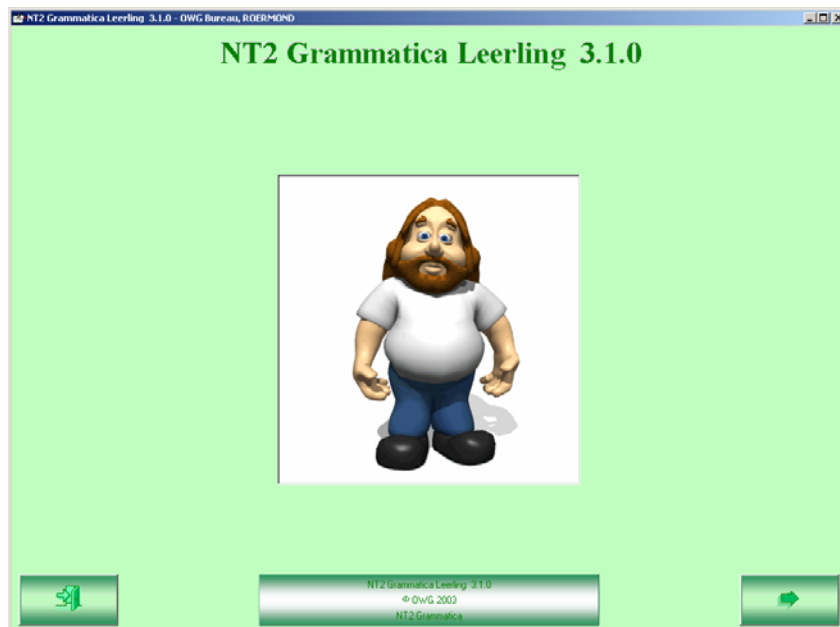 NT2 Grammatica Leerling 3.1.0 - OWG Bureau, ROERMOND
NT2 Grammatica Leerling 3.1.0
NT2 Grammatica Leerling 3.1.0
© OWG 2003
NT2 Grammatica